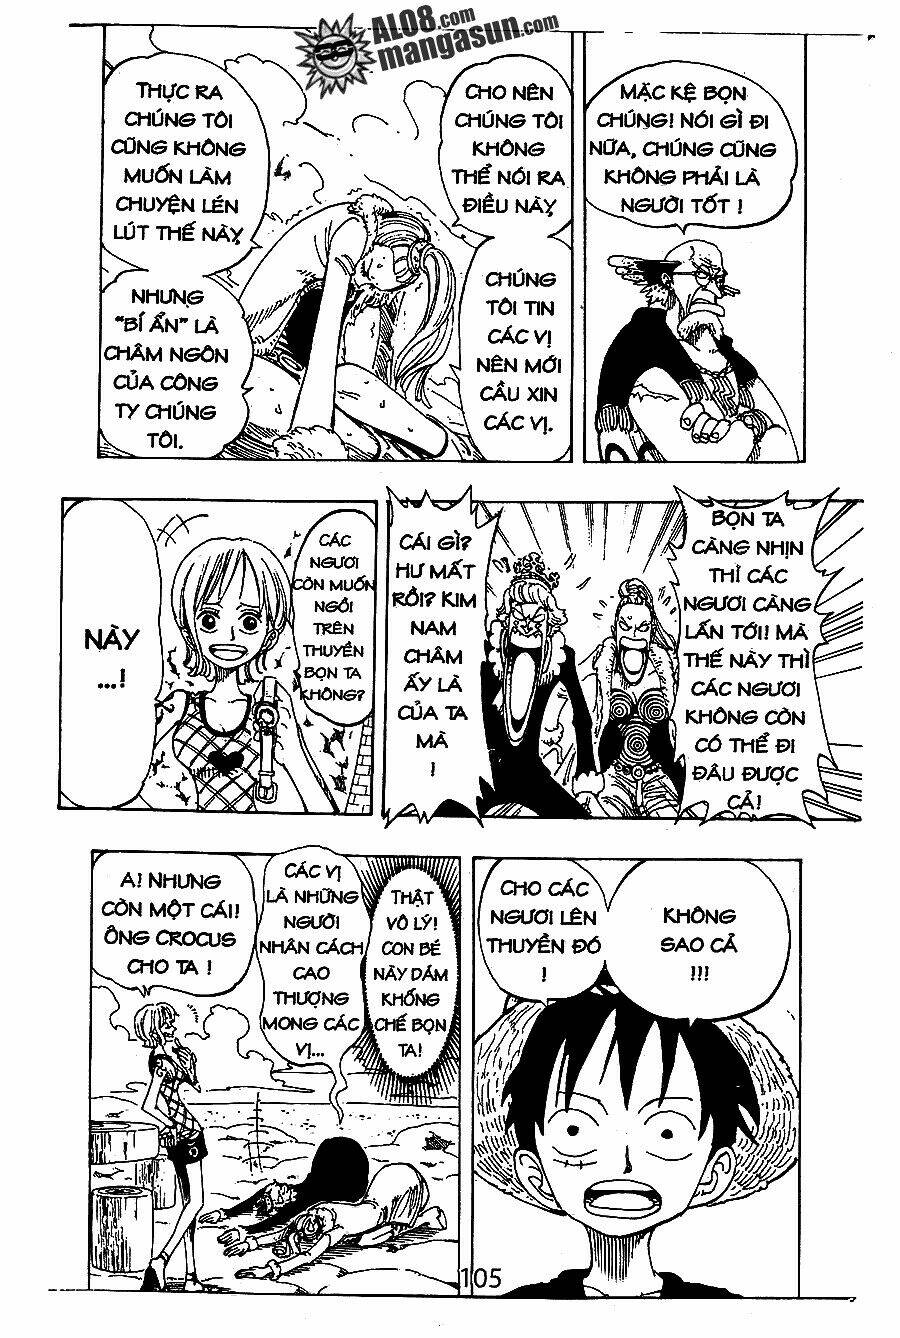 AL08.com
mangasun.com
MẶC KỆ BỌN
CHÚNG! NÓI GÌ ĐI
NỮA, CHÚNG CŨNG
KHÔNG PHẢI LÀ
NGƯỜI TỐT !
CHO NÊN
CHÚNG TÔI
KHÔNG
THỂ NÓI RA
ĐIỀU NÀY,
CHÚNG
TÔI TIN
CÁC VỊ
NÊN MỚI
CẦU XIN
CÁC VỊ.
THỰC RA
CHÚNG TÔI
CŨNG KHÔNG
MUỐN LÀM
CHUYỆN LÉN
LÚT THẾ NÀY,
NHƯNG
“BÍ ẨN” LÀ
CHÂM NGÔN
CỦA CÔNG
TY CHÚNG
TÔI.
BỌN TA
CÀNG NHỊN
THÌ CÁC
NGƯƠI CÀNG
LẤN TỚI! MÀ
THẾ NÀY THÌ
CÁC NGƯƠI
KHÔNG CÒN
CÓ THỂ ĐI
ĐÂU ĐƯỢC
CẢ!
CÁI GÌ?
HƯ MẤT
RỒI? KIM
NAM
CHÂM
ẤY LÀ
CỦA TA
MÀ
!
CÁC
NGƯƠI
CÒN MUỐN
NGỒI
TRÊN
THUYỀN
BỌN TA
KHÔNG?
NÀY
...!
KHÔNG
SAO CẢ
!!!
CHO CÁC
NGƯƠI LÊN
THUYỀN ĐÓ
!
THẬT
VÔ LÝ!
CON BÉ
NÀY DÁM
KHỐNG
CHẾ BỌN
TA!
CÁC VỊ
LÀ NHỮNG
NGƯỜI
NHÂN CÁCH
CAO
THƯỢNG
MONG CÁC
VỊ...
A! NHƯNG
CÒN MỘT CÁI!
ÔNG CROCUS
CHO TA !
105